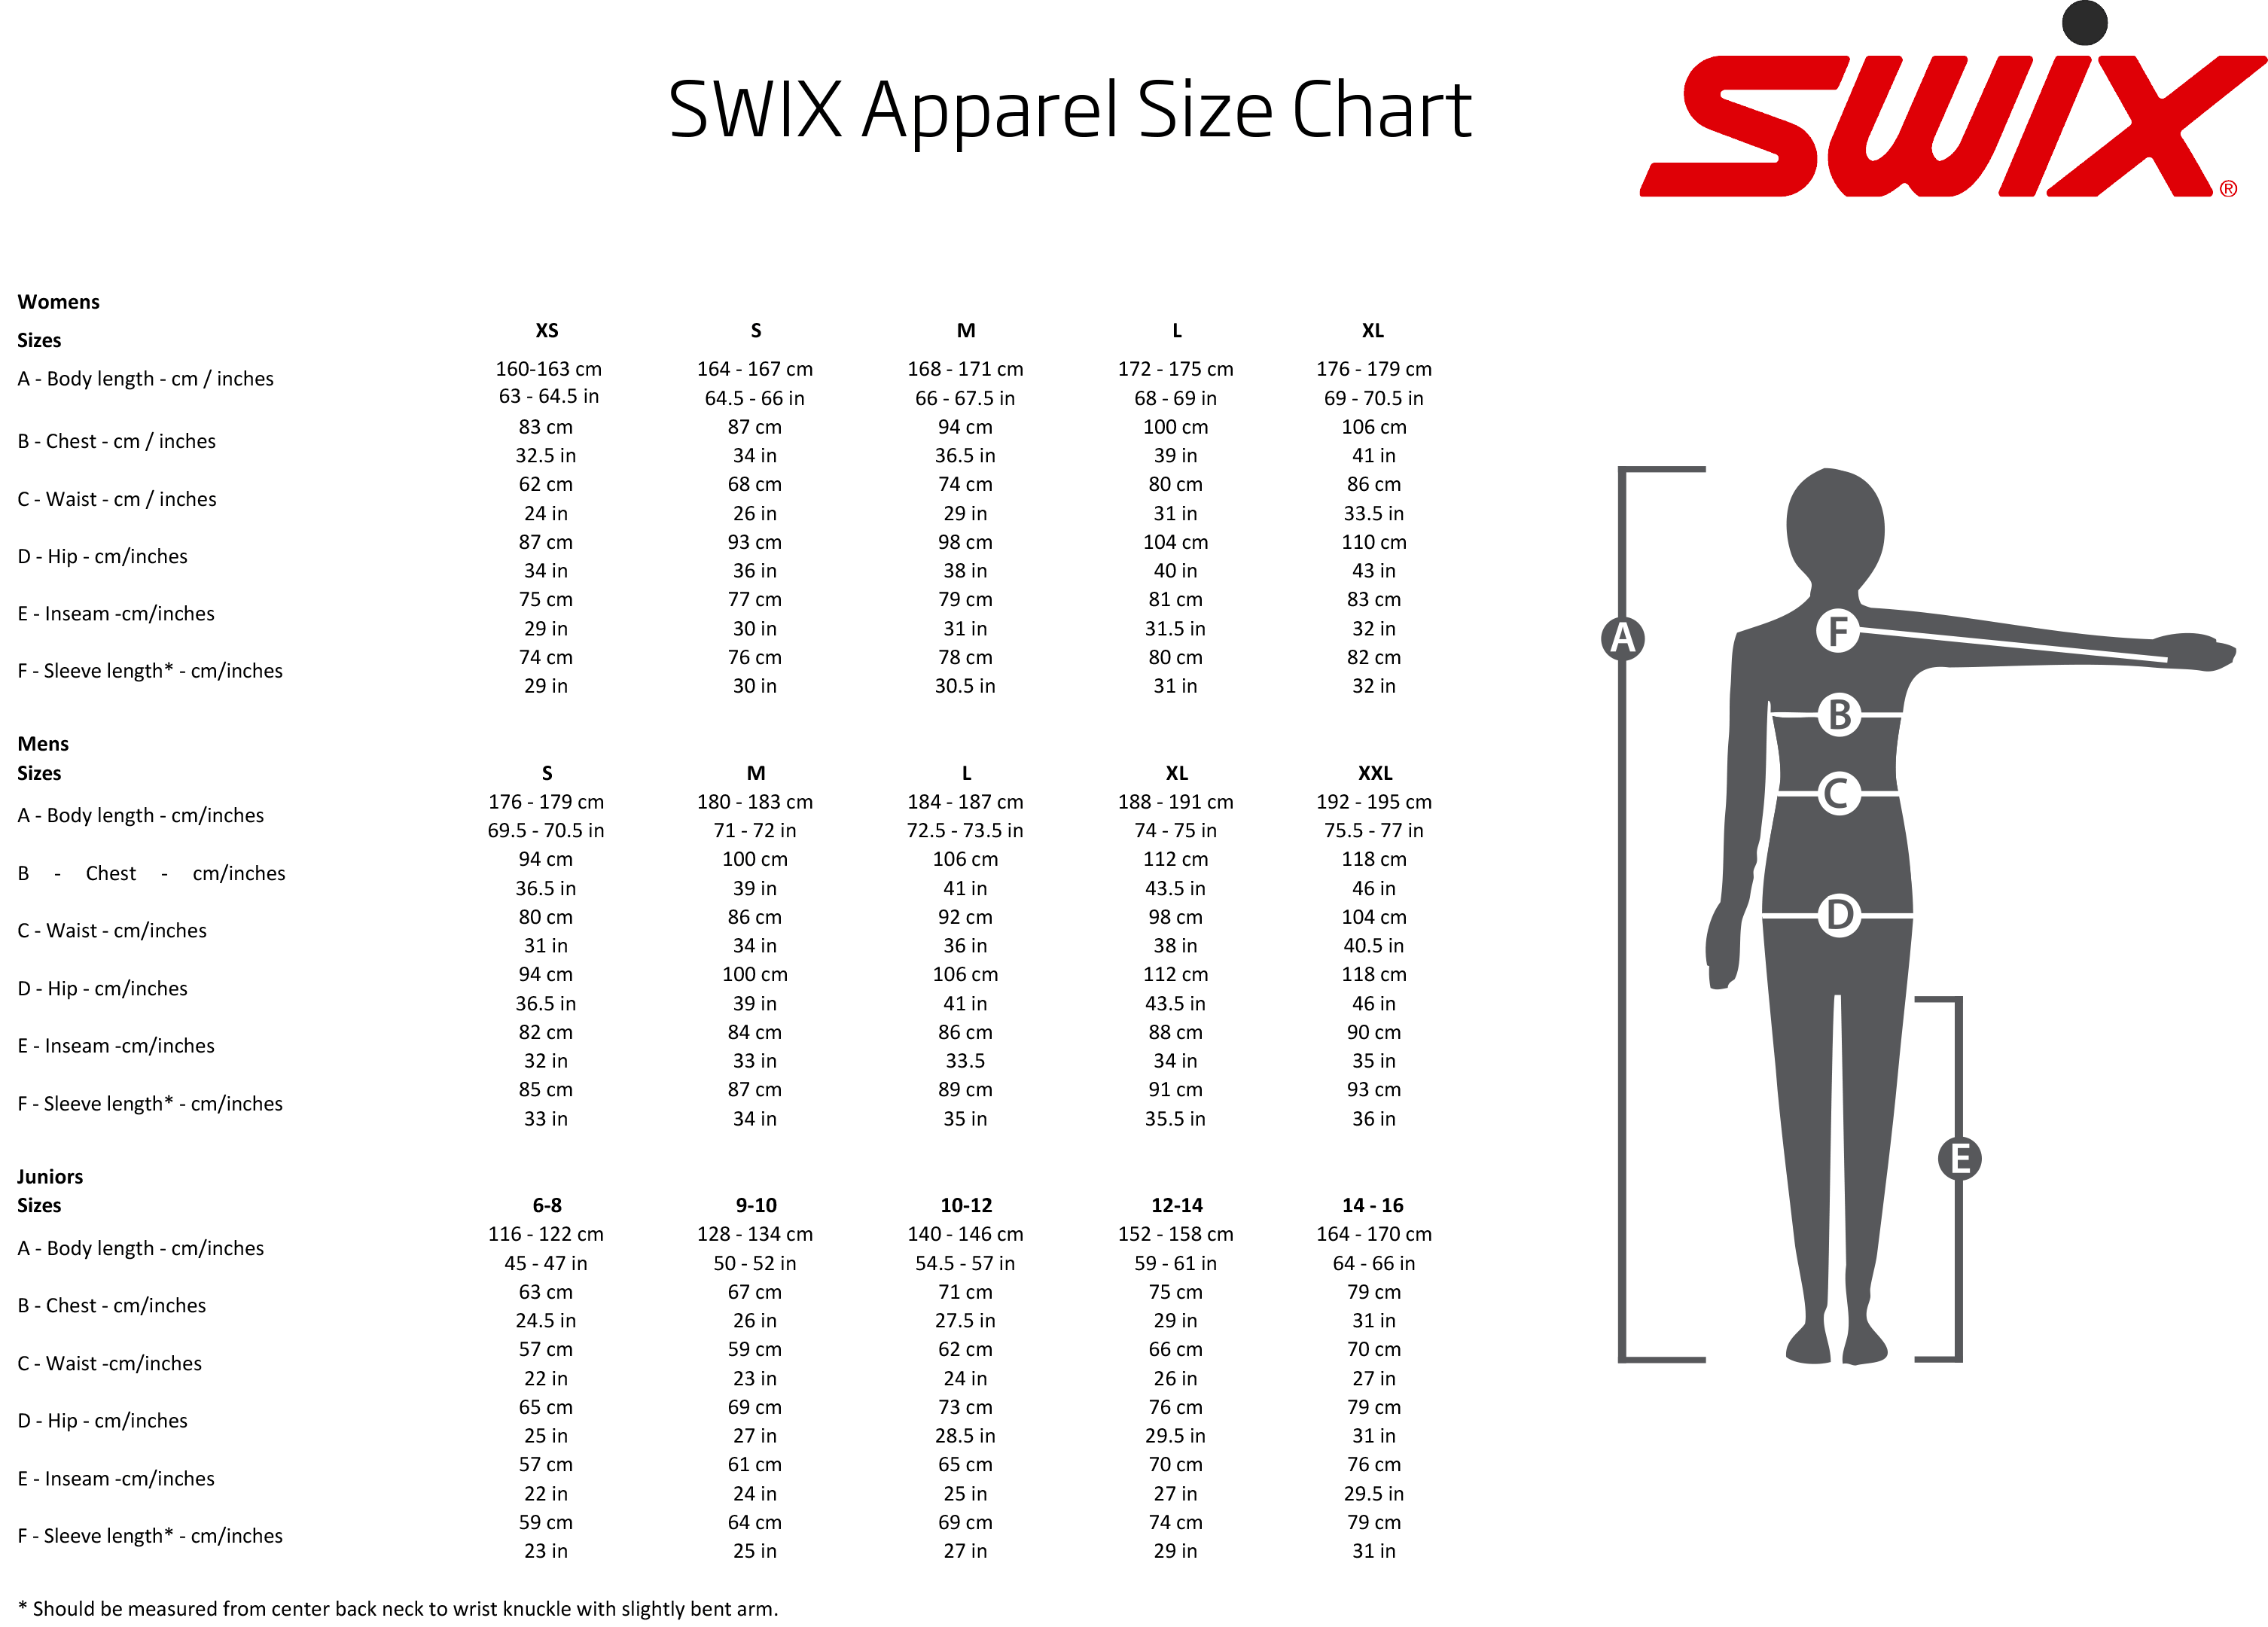 SWIX Apparel Size Chart
SWIX®
Womens
Sizes XS S M L XL
A - Body length - cm / inches 160-163 cm 164 - 167 cm 168 - 171 cm 172 - 175 cm 176 - 179 cm
63 - 64.5 in 64.5 - 66 in 66 - 67.5 in 68 - 69 in 69 - 70.5 in
B - Chest - cm / inches 83 cm 87 cm 94 cm 100 cm 106 cm
32.5 in 34 in 36.5 in 39 in 41 in
C - Waist - cm / inches 62 cm 68 cm 74 cm 80 cm 86 cm
24 in 26 in 29 in 31 in 33.5 in
D - Hip - cm/inches 87 cm 93 cm 98 cm 104 cm 110 cm
34 in 36 in 38 in 40 in 43 in
E - Inseam -cm/inches 75 cm 77 cm 79 cm 81 cm 83 cm
29 in 30 in 31 in 31.5 in 32 in
F - Sleeve length* - cm/inches 74 cm 76 cm 78 cm 80 cm 82 cm
29 in 30 in 30.5 in 31 in 32 in
Mens
Sizes S M L XL XXL
A - Body length - cm/inches 176 - 179 cm 180 - 183 cm 184 - 187 cm 188 - 191 cm 192 - 195 cm
69.5 - 70.5 in 71 - 72 in 72.5 - 73.5 in 74 - 75 in 75.5 - 77 in
B - Chest - cm/inches 94 cm 100 cm 106 cm 112 cm 118 cm
36.5 in 39 in 41 in 43.5 in 46 in
C - Waist - cm/inches 80 cm 86 cm 92 cm 98 cm 104 cm
31 in 34 in 36 in 38 in 40.5 in
D - Hip - cm/inches 94 cm 100 cm 106 cm 112 cm 118 cm
36.5 in 39 in 41 in 43.5 in 46 in
E - Inseam -cm/inches 82 cm 84 cm 86 cm 88 cm 90 cm
32 in 33 in 33.5 34 in 35 in
F - Sleeve length* - cm/inches 85 cm 87 cm 89 cm 91 cm 93 cm
33 in 34 in 35 in 35.5 in 36 in
Juniors
Sizes 6-8 9-10 10-12 12-14 14 - 16
A - Body length - cm/inches 116 - 122 cm 128 - 134 cm 140 - 146 cm 152 - 158 cm 164 - 170 cm
45 - 47 in 50 - 52 in 54.5 - 57 in 59 - 61 in 64 - 66 in
B - Chest - cm/inches 63 cm 67 cm 71 cm 75 cm 79 cm
24.5 in 26 in 27.5 in 29 in 31 in
C - Waist -cm/inches 57 cm 59 cm 62 cm 66 cm 70 cm
22 in 23 in 24 in 26 in 27 in
D - Hip - cm/inches 65 cm 69 cm 73 cm 76 cm 79 cm
25 in 27 in 28.5 in 29.5 in 31 in
E - Inseam -cm/inches 57 cm 61 cm 65 cm 70 cm 76 cm
22 in 24 in 25 in 27 in 29.5 in
F - Sleeve length* - cm/inches 59 cm 64 cm 69 cm 74 cm 79 cm
23 in 25 in 27 in 29 in 31 in
* Should be measured from center back neck to wrist knuckle with slightly bent arm.
A
F
B
C
D
E